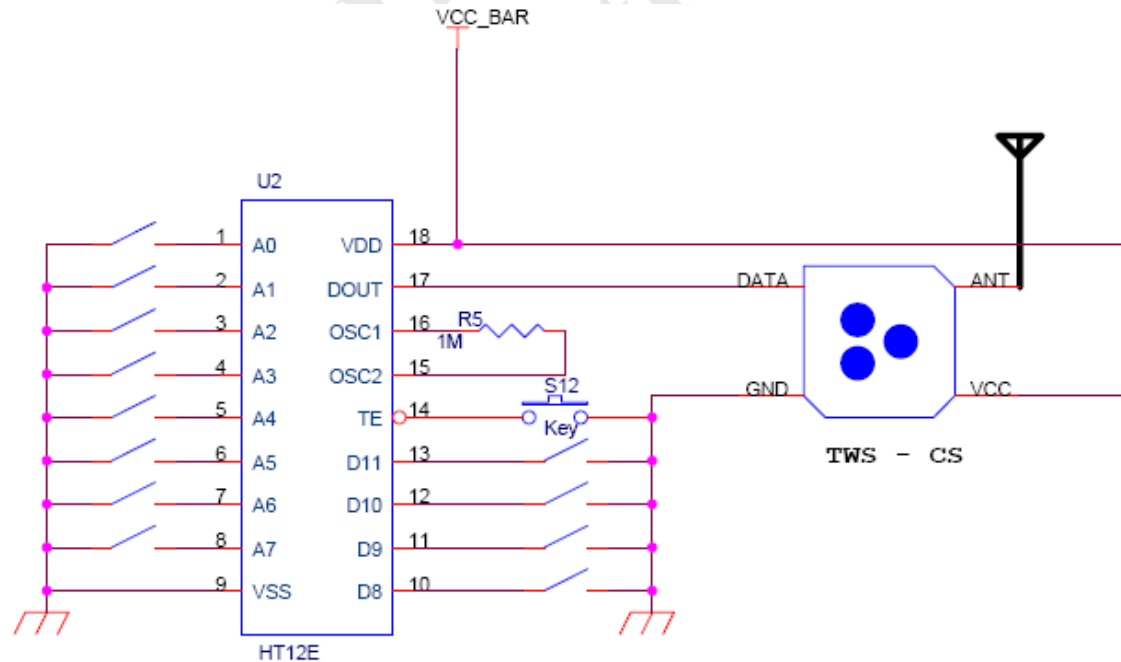 VCC_BAR
U2
1 A0 VDD 18
2 A1 DOUT 17 DATA ANT
3 A2 OSC1 16 R5
1M
4 A3 OSC2 15
S12
5 A4 TE 14 GND VCC
Key
6 A5 D11 13
TWS - CS
7 A6 D10 12
8 A7 D9 11
9 VSS D8 10
HT12E